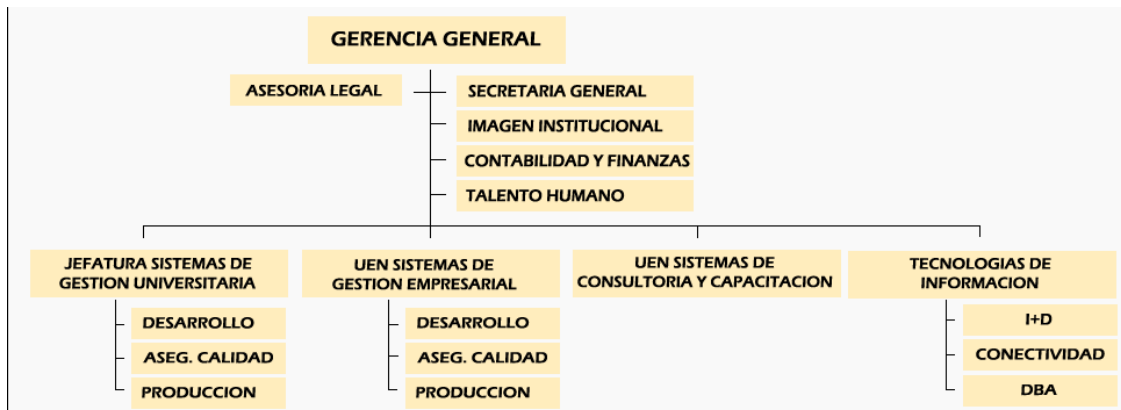 GERENCIA GENERAL
ASESORIA LEGAL
SECRETARIA GENERAL
IMAGEN INSTITUCIONAL
CONTABILIDAD Y FINANZAS
TALENTO HUMANO
JEFATURA SISTEMAS DE
GESTION UNIVERSITARIA
DESARROLLO
ASEG. CALIDAD
PRODUCCION
UEN SISTEMAS DE
GESTION EMPRESARIAL
DESARROLLO
ASEG. CALIDAD
PRODUCCION
UEN SISTEMAS DE
CONSULTORIA Y CAPACITACION
TECNOLOGIAS DE
INFORMACION
I+D
CONECTIVIDAD
DBA